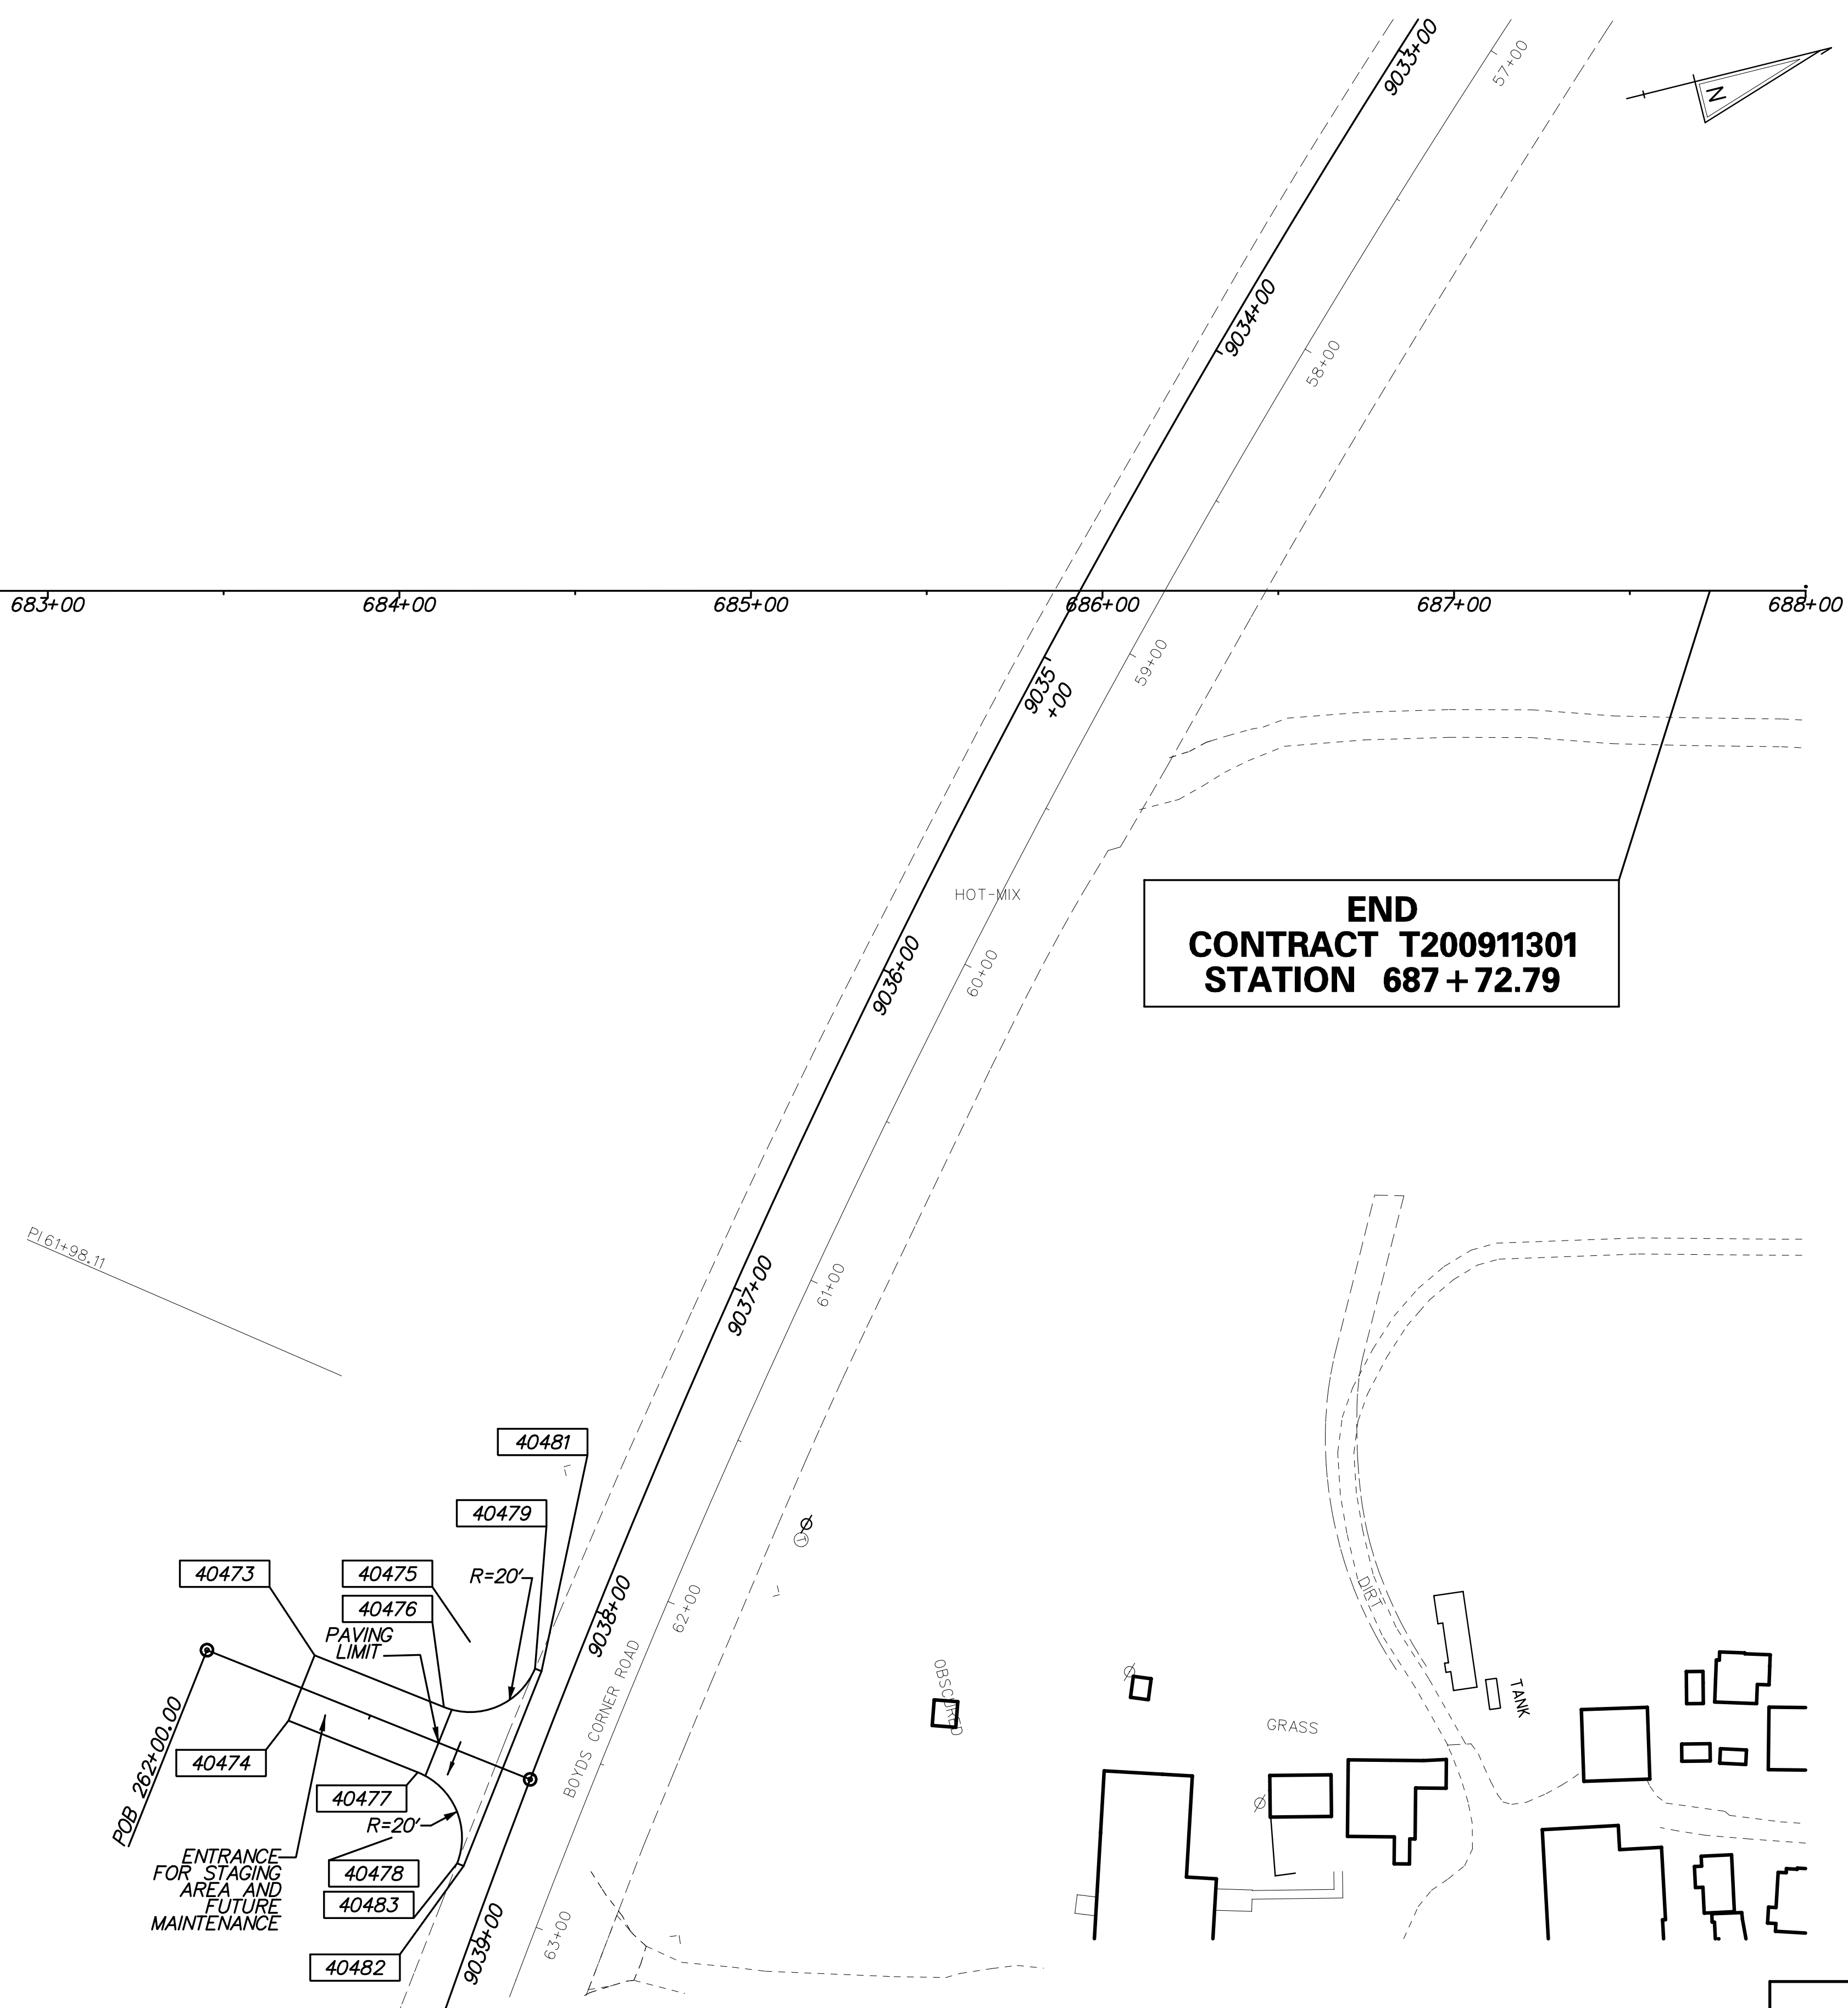 9033+00
57+00
N
9034+00
58+00
683+00
684+00
685+00
686+00
687+00
688+00
9035
+00
59+00
HOT-MIX
END
CONTRACT T200911301
STATION 687+72.79
9036+00
60+00
PI 61+98.11
9037+00
61+00
40481
40479
40473
40475
R=20'
40476
PAVING
LIMIT
9038+00
62+00
BOYDS CORNER ROAD
DIRT
OBSCURED
TANK
GRASS
POB 262+00.00
40474
40477
R=20'
ENTRANCE
FOR STAGING
AREA AND
FUTURE
MAINTENANCE
40478
40483
40482
9039+00
63+00